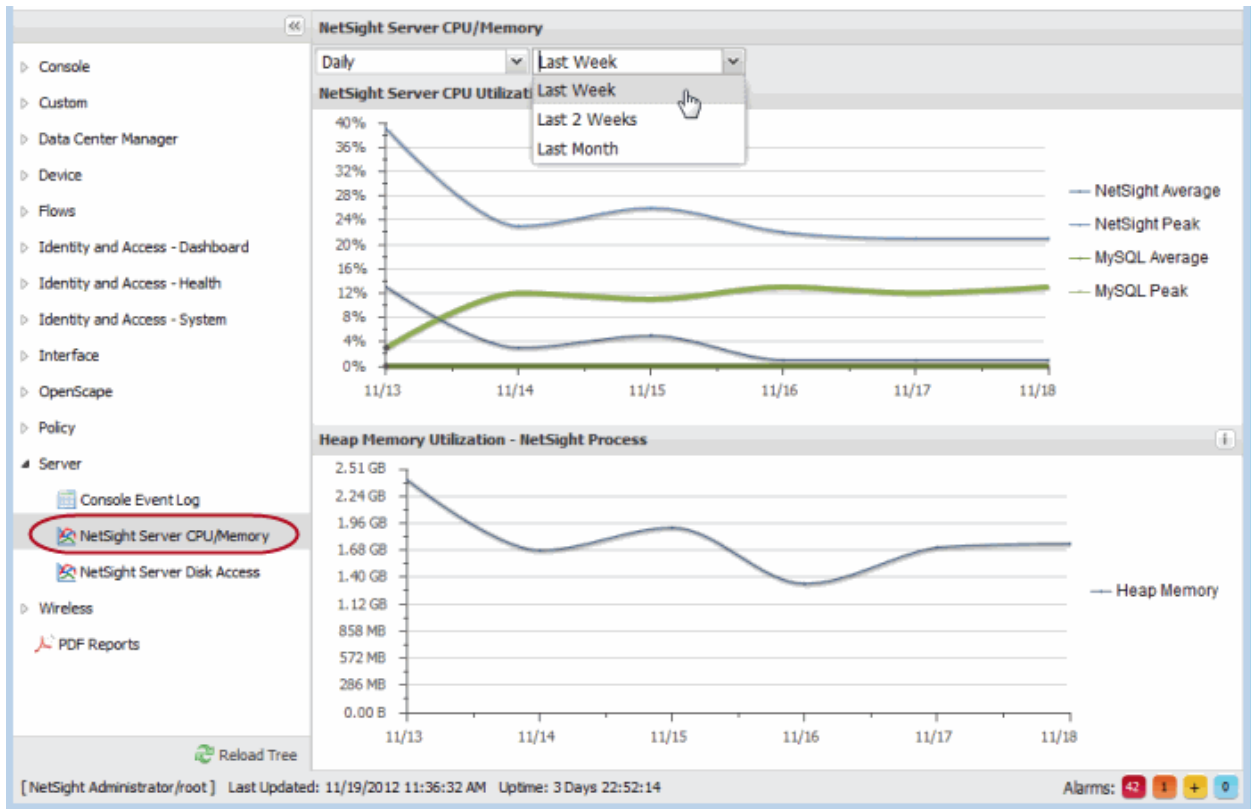 NetSight Server CPU/Memory
Console
Custom
Data Center Manager
Device
Flows
Identity and Access - Dashboard
Identity and Access - Health
Identity and Access - System
Interface
OpenScape
Policy
Server
Console Event Log
NetSight Server CPU/Memory
NetSight Server Disk Access
Wireless
PDF Reports
Reload Tree
Daily
Last Week
Last Week
Last 2 Weeks
Last Month
NetSight Server CPU Utilizati
40%
36%
32%
28%
24%
20%
16%
12%
8%
4%
0%
11/13 11/14 11/15 11/16 11/17 11/18
NetSight Average
NetSight Peak
MySQL Average
MySQL Peak
Heap Memory Utilization - NetSight Process
2.51 GB
2.24 GB
1.96 GB
1.68 GB
1.40 GB
1.12 GB
858 MB
572 MB
286 MB
0.00 B
11/13 11/14 11/15 11/16 11/17 11/18
Heap Memory
[ NetSight Administrator/root ] Last Updated: 11/19/2012 11:36:32 AM Uptime: 3 Days 22:52:14
Alarms: 42 1 + 0